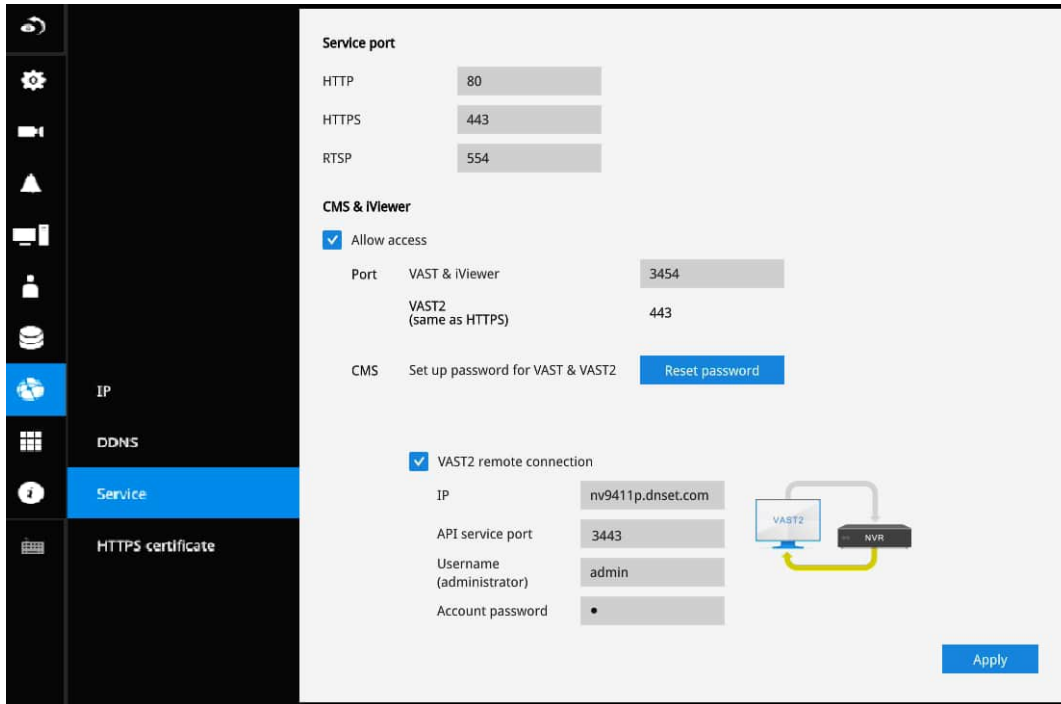 Service port
HTTP 80
HTTPS 443
RTSP 554
CMS & iViewer
Allow access
Port VAST & iViewer 3454
VAST2
(same as HTTPS) 443
CMS Set up password for VAST & VAST2 Reset password
IP
DDNS
Service
HTTPS certificate
VAST2 remote connection
IP nv9411p.dnset.com
API service port 3443
Username
(administrator) admin
Account password •
VAST2
NVR
Apply